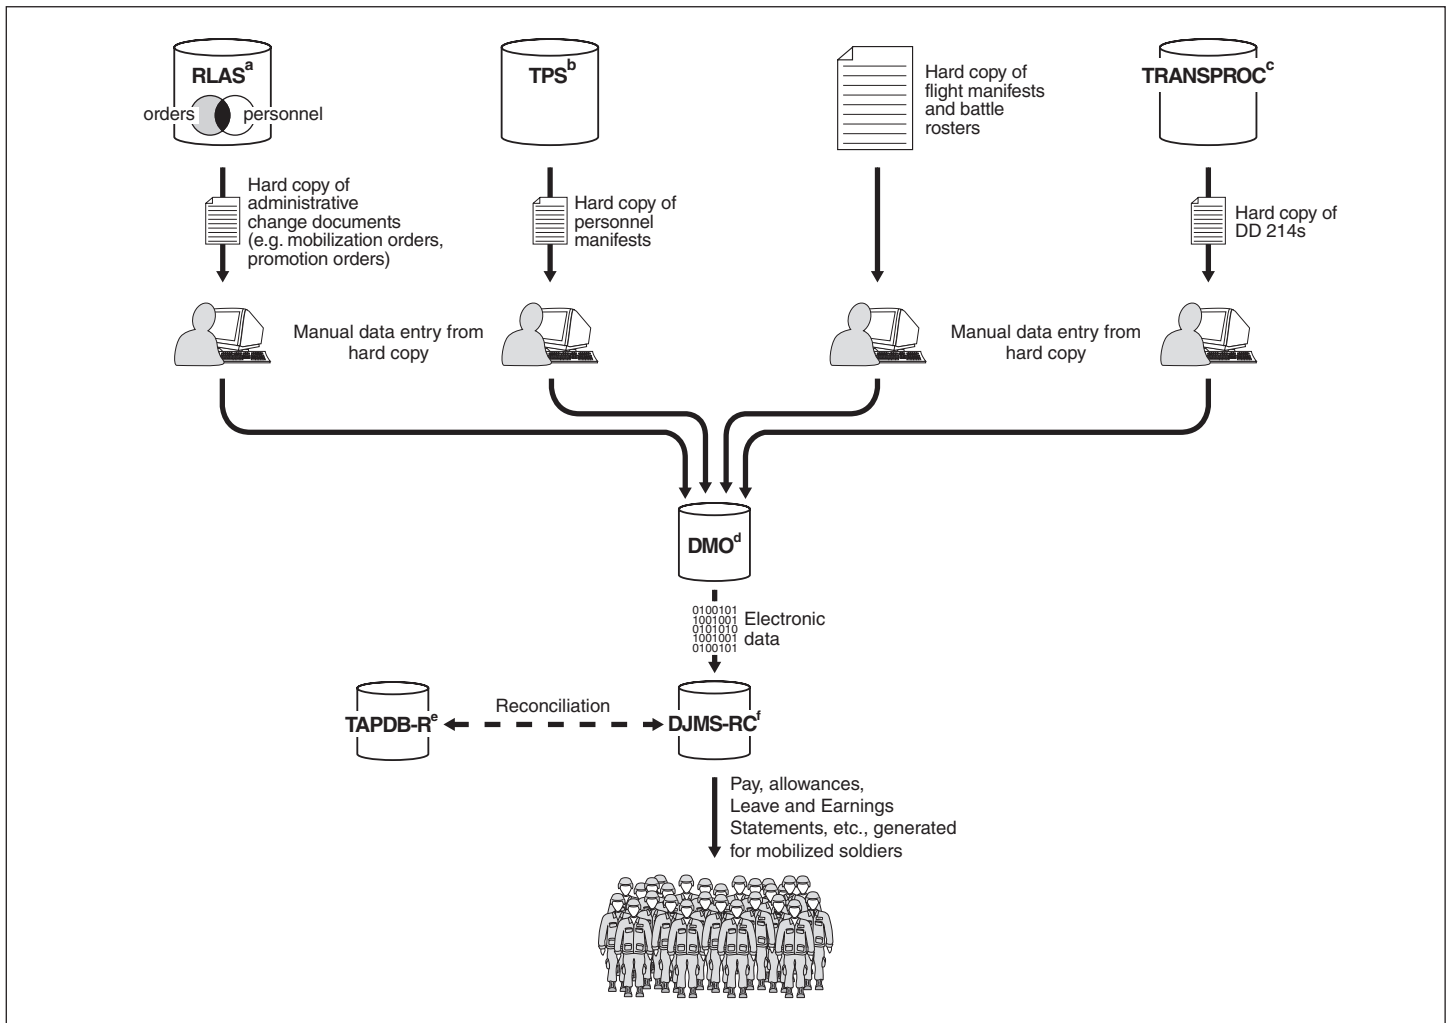 RLASa
orders personnel
TPSb
Hard copy of
flight manifests
and battle
rosters
TRANSPROCc
Hard copy of
administrative
change documents
(e.g. mobilization orders,
promotion orders)
Hard copy of
personnel
manifests
Hard copy of
DD 214s
Manual data entry from
hard copy
Manual data entry from
hard copy
DMOd
0100101
1001001
0101010
1001001
0100101
Electronic
data
TAPDB-Re
Reconciliation
DJMS-RCf
Pay, allowances,
Leave and Earnings
Statements, etc., generated
for mobilized soldiers